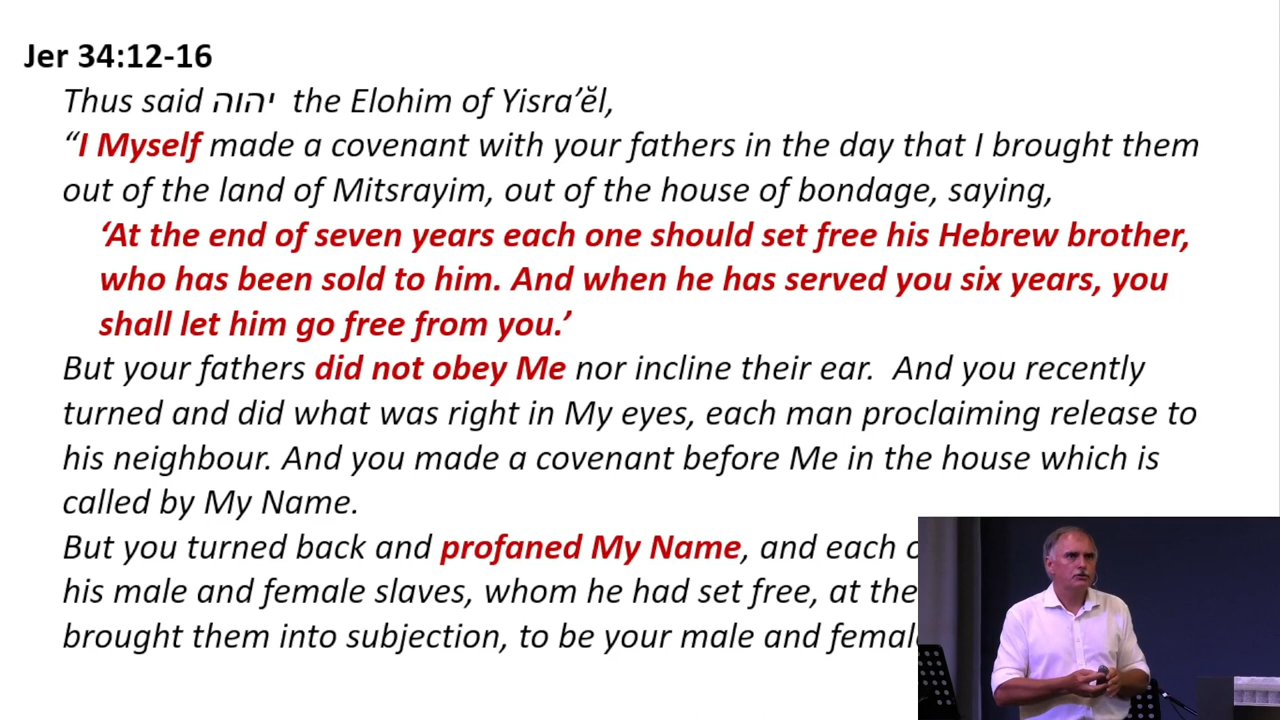 Jer 34:12-16
Thus said יהוה the Elohim of Yisra’ĕl,
“I Myself made a covenant with your fathers in the day that I brought them
out of the land of Mitsrayim, out of the house of bondage, saying,
‘At the end of seven years each one should set free his Hebrew brother,
who has been sold to him. And when he has served you six years, you
shall let him go free from you.’
But your fathers did not obey Me nor incline their ear.  And you recently
turned and did what was right in My eyes, each man proclaiming release to
his neighbour. And you made a covenant before Me in the house which is
called by My Name.
But you turned back and profaned My Name, and each
his male and female slaves, whom he had set free, at the
brought them into subjection, to be your male and